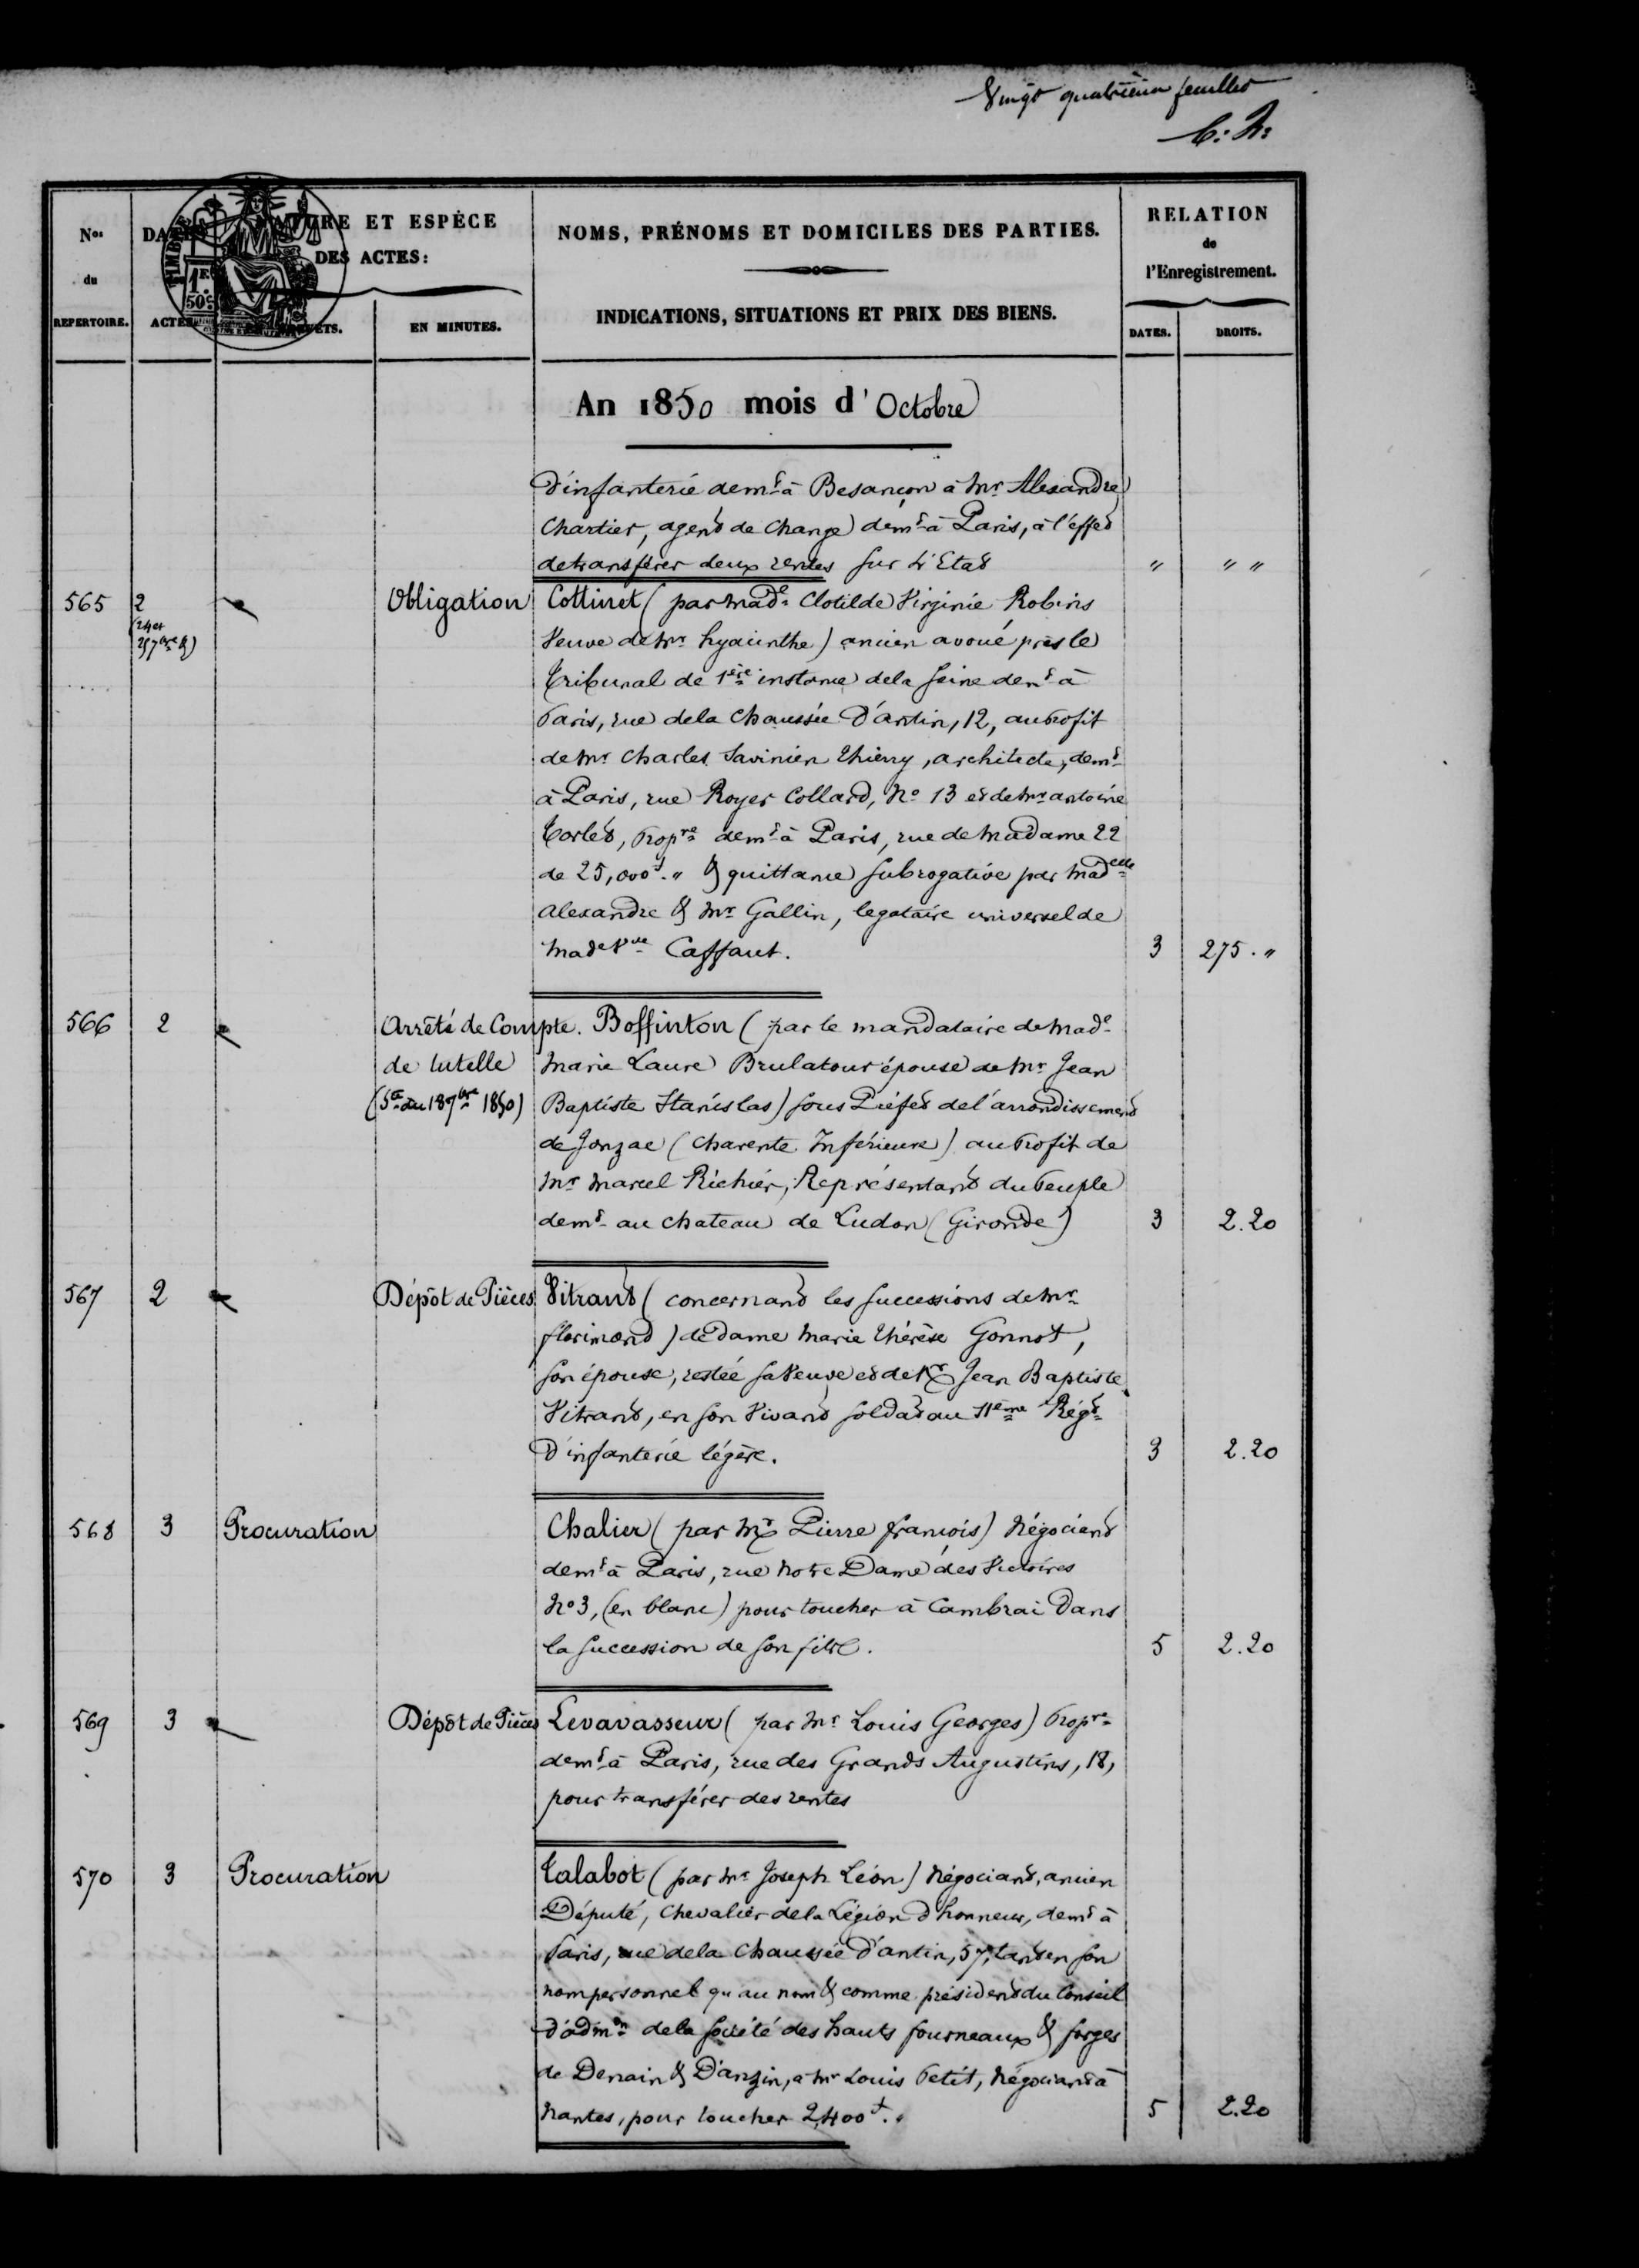 Vingt quatrième feuillet
C: N:
Nos du REPERTOIRE.
DATES ACTES
NATURE ET ESPÈCE DES ACTES:
EN BREVETS.
EN MINUTES.
NOMS, PRÉNOMS ET DOMICILES DES PARTIES.
INDICATIONS, SITUATIONS ET PRIX DES BIENS.
RELATION
de
l'Enregistrement.
DATES.
DROITS.
TIMBRE
1F.
50c
An 1850 mois d'Octobre
d'infanterie demt à Besançon à Mr Alexandre
Chartier, agent de change demt à Paris, à l'effet
de transférer deux rentes sur L'Etat " " "
565 2 Obligation Cottinet (par Made Clotilde Virginie Robins
24 et
25 7bre
Veuve de Mr hyacinthe) ancien avoué près le
Tribunal de 1ère instance de la Seine demt à
Paris, rue de la Chaussée d'antin, 12, au Profit
de Mr Charles Savinien Thierry, architecte, demt
à Paris, rue Royer Collard, No 13 et de Mr antoine
Torlet, Propre demt à Paris, rue de Madame 22
de 25,000f. " & quittance subrogative par Madelle
Alexandre & Mr Gallin, legataire universel de
Made Vve Caffaut. 3 275. "
566 2 Arrêté de Compte. Boffinton (par le mandataire de Made
de tutelle Marie Laure Brulatour épouse de Mr Jean
(5te du 18 7bre 1850) Baptiste Stanislas) Sous Préfet de l'arrondissement
de Jonzac (Charente Inférieure) au Profit de
Mr Marcel Richier, Représentant du Peuple
demt au Chateau de Ludon (Gironde) 3 2.20
567 2 Dépôt de Pièces Vitrant (concernant les successions de Mr
florimond) de dame Marie Thérèse Gonnot,
son épouse, restée sa Veuve et de Mr Jean Baptiste
Vitrant, en son Vivant soldat au 11ème Régt
d'infanterie légère. 3 2.20
568 3 Procuration Chalier (par Mr Pierre françois) Négociant
demt à Paris, rue Notre Dame des Victoires
No 3, (en blanc) pour toucher à Cambrai dans
la succession de son fils. 5 2.20
569 3 Dépôt de Pièces Levavasseur (par Mr Louis Georges) Propre
demt à Paris, rue des Grands Augustins, 18,
pour transférer des rentes
570 3 Procuration Talabot (par Mr Joseph Léon) Négociant, ancien
Député, Chevalier de la Légion d'honneur, demt à
Paris, rue de la Chaussée d'antin, 57, tant en son
nom personnel qu'au nom & comme président du Conseil
d'admon de la société des hauts fourneaux & forges
de Denain & D'anzin, à Mr Louis Petit, Négociant à
Nantes, pour toucher 2,400f. " 5 2.20